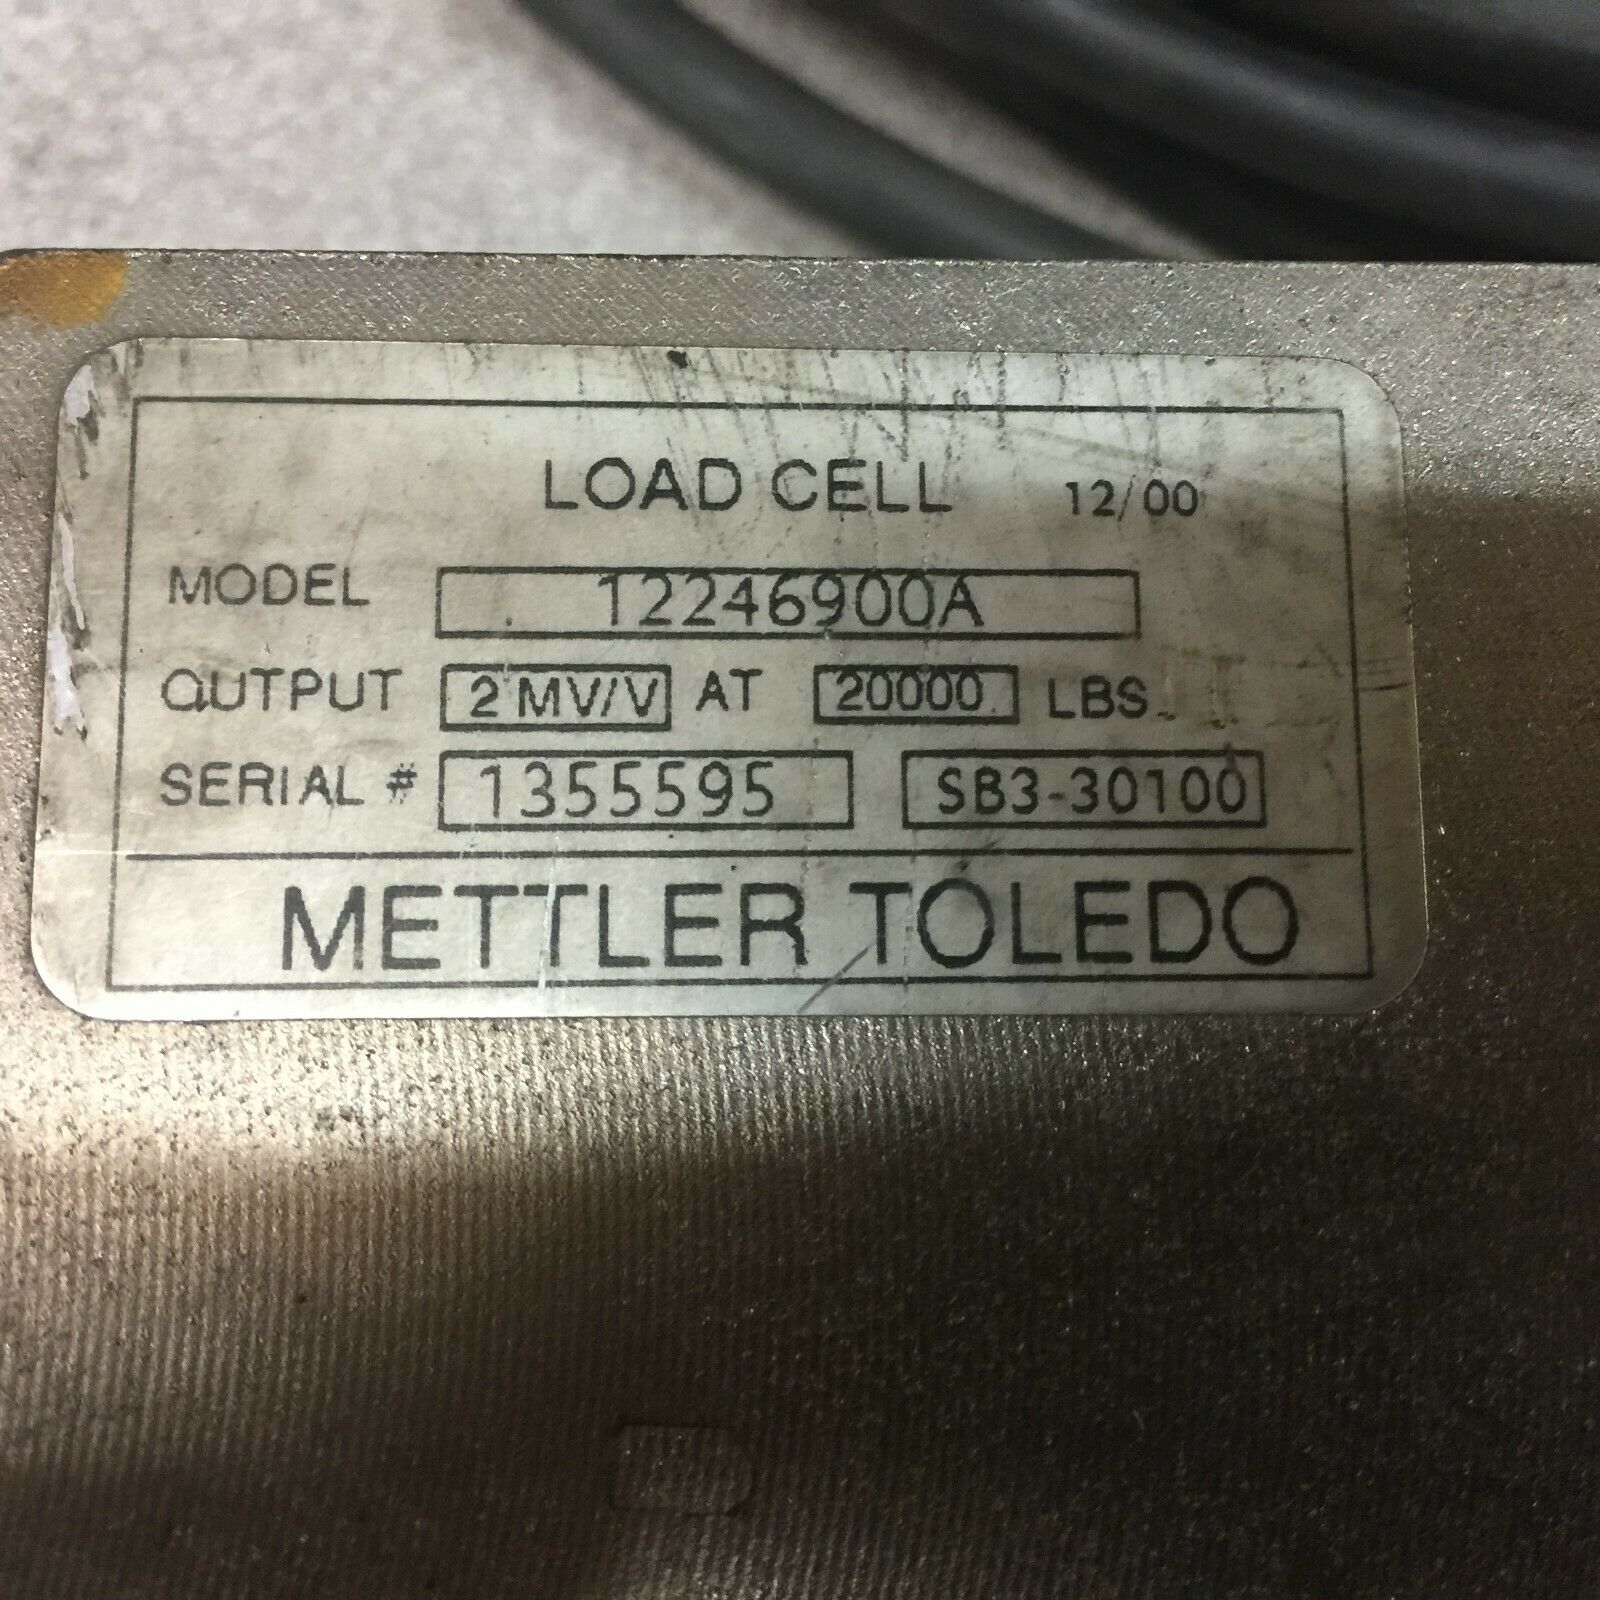 LOAD CELL 12/00
MODEL 12246900A
OUTPUT 2 MV/V AT 20000 LBS
SERIAL # 1355595 SB3-30100
METTLER TOLEDO